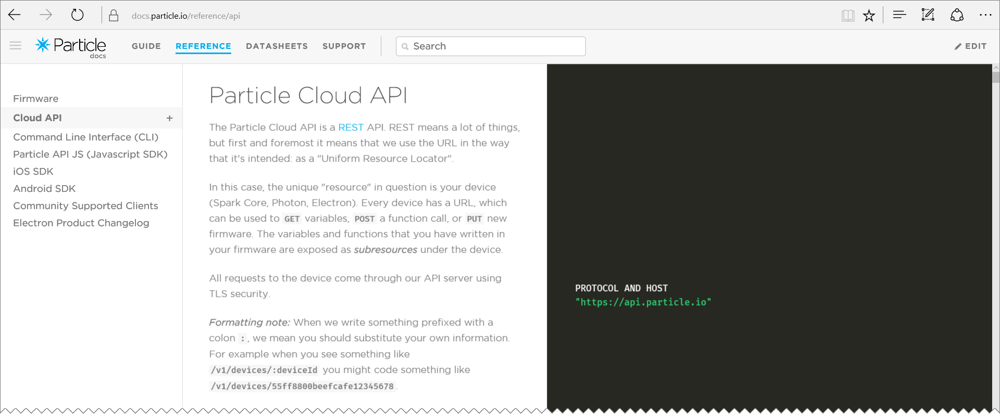 docs.particle.io/reference/api
Particle
docs
GUIDE REFERENCE DATASHEETS SUPPORT Search EDIT
Firmware
Cloud API +
Command Line Interface (CLI)
Particle API JS (Javascript SDK)
iOS SDK
Android SDK
Community Supported Clients
Electron Product Changelog
Particle Cloud API
The Particle Cloud API is a REST API. REST means a lot of things,
but first and foremost it means that we use the URL in the way
that it's intended: as a "Uniform Resource Locator".
In this case, the unique "resource" in question is your device
(Spark Core, Photon, Electron). Every device has a URL, which
can be used to GET variables, POST a function call, or PUT new
firmware. The variables and functions that you have written in
your firmware are exposed as subresources under the device.
All requests to the device come through our API server using
TLS security.
Formatting note: When we write something prefixed with a
colon :, we mean you should substitute your own information.
For example when you see something like
/v1/devices/:deviceId you might code something like
/v1/devices/55ff8800beefcafe12345678.
PROTOCOL AND HOST
"https://api.particle.io"